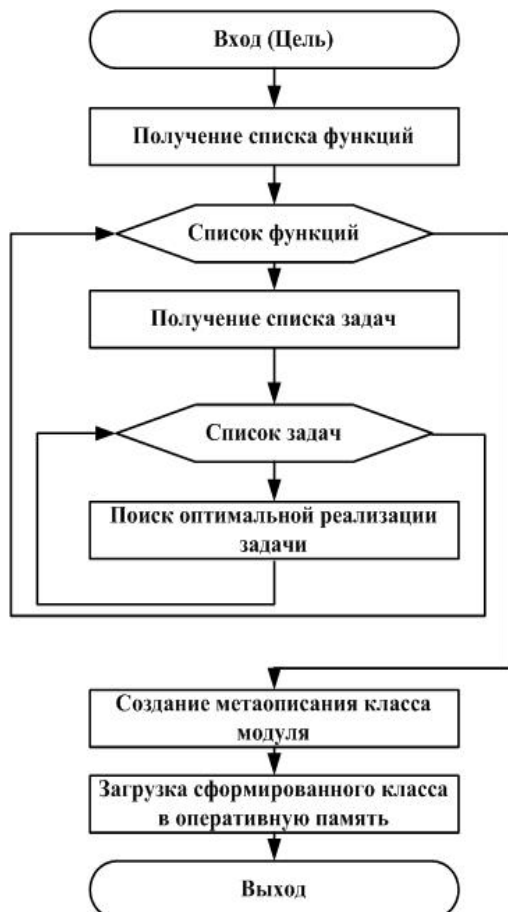 Вход (Цель)
Получение списка функций
Список функций
Получение списка задач
Список задач
Поиск оптимальной реализации
задачи
Создание метаописания класса
модуля
Загрузка сформированного класса
в оперативную память
Выход